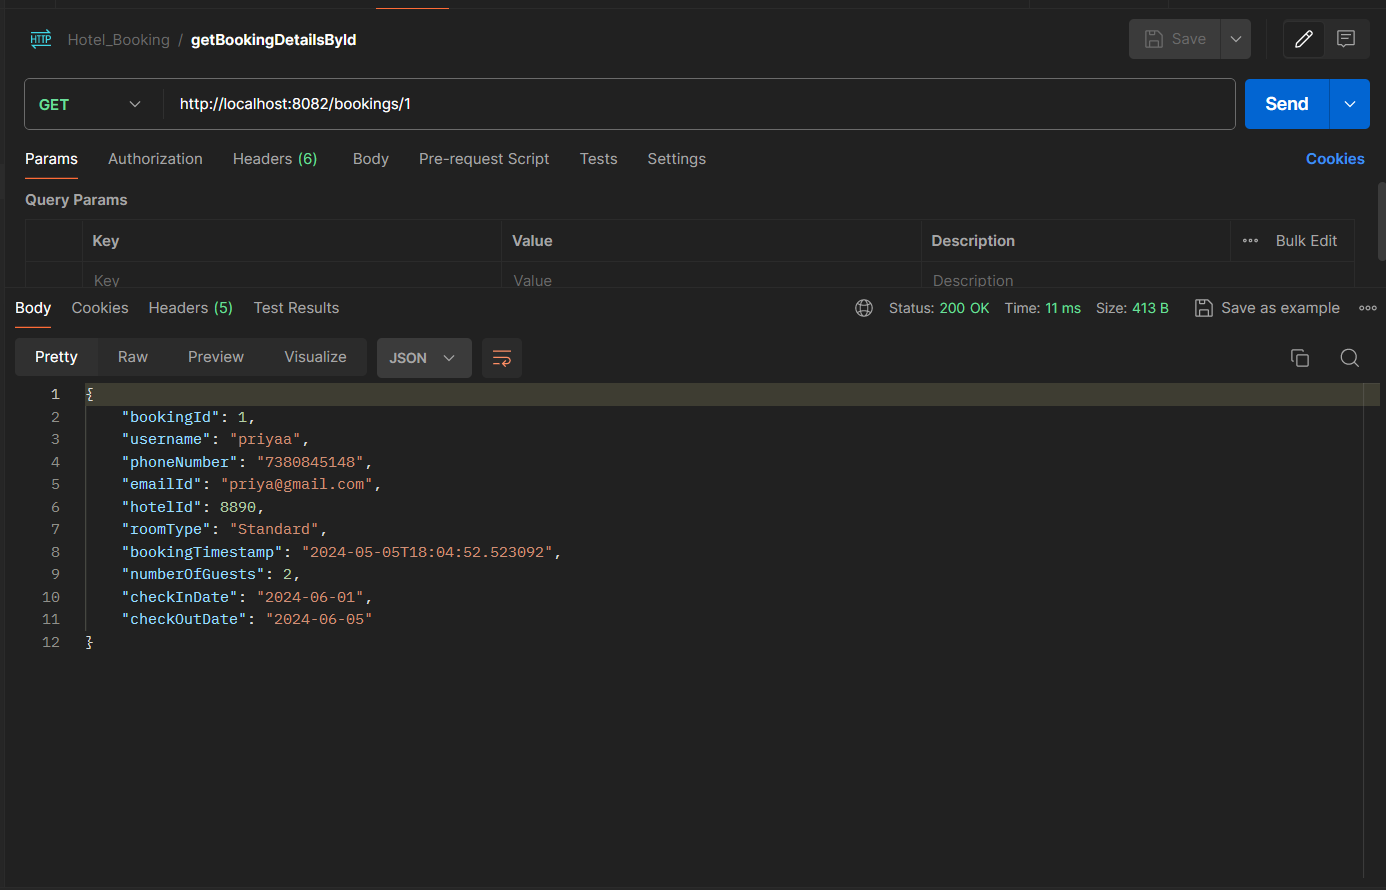 HTTP Hotel_Booking / getBookingDetailsById Save
GET http://localhost:8082/bookings/1 Send
Params Authorization Headers (6) Body Pre-request Script Tests Settings Cookies
Query Params
Key Value Description Bulk Edit
Key Value Description
Body Cookies Headers (5) Test Results Status: 200 OK Time: 11 ms Size: 413 B Save as example
Pretty Raw Preview Visualize JSON
1 {
2 "bookingId": 1,
3 "username": "priyaa",
4 "phoneNumber": "7380845148",
5 "emailId": "priya@gmail.com",
6 "hotelId": 8890,
7 "roomType": "Standard",
8 "bookingTimestamp": "2024-05-05T18:04:52.523092",
9 "numberOfGuests": 2,
10 "checkInDate": "2024-06-01",
11 "checkOutDate": "2024-06-05"
12 }